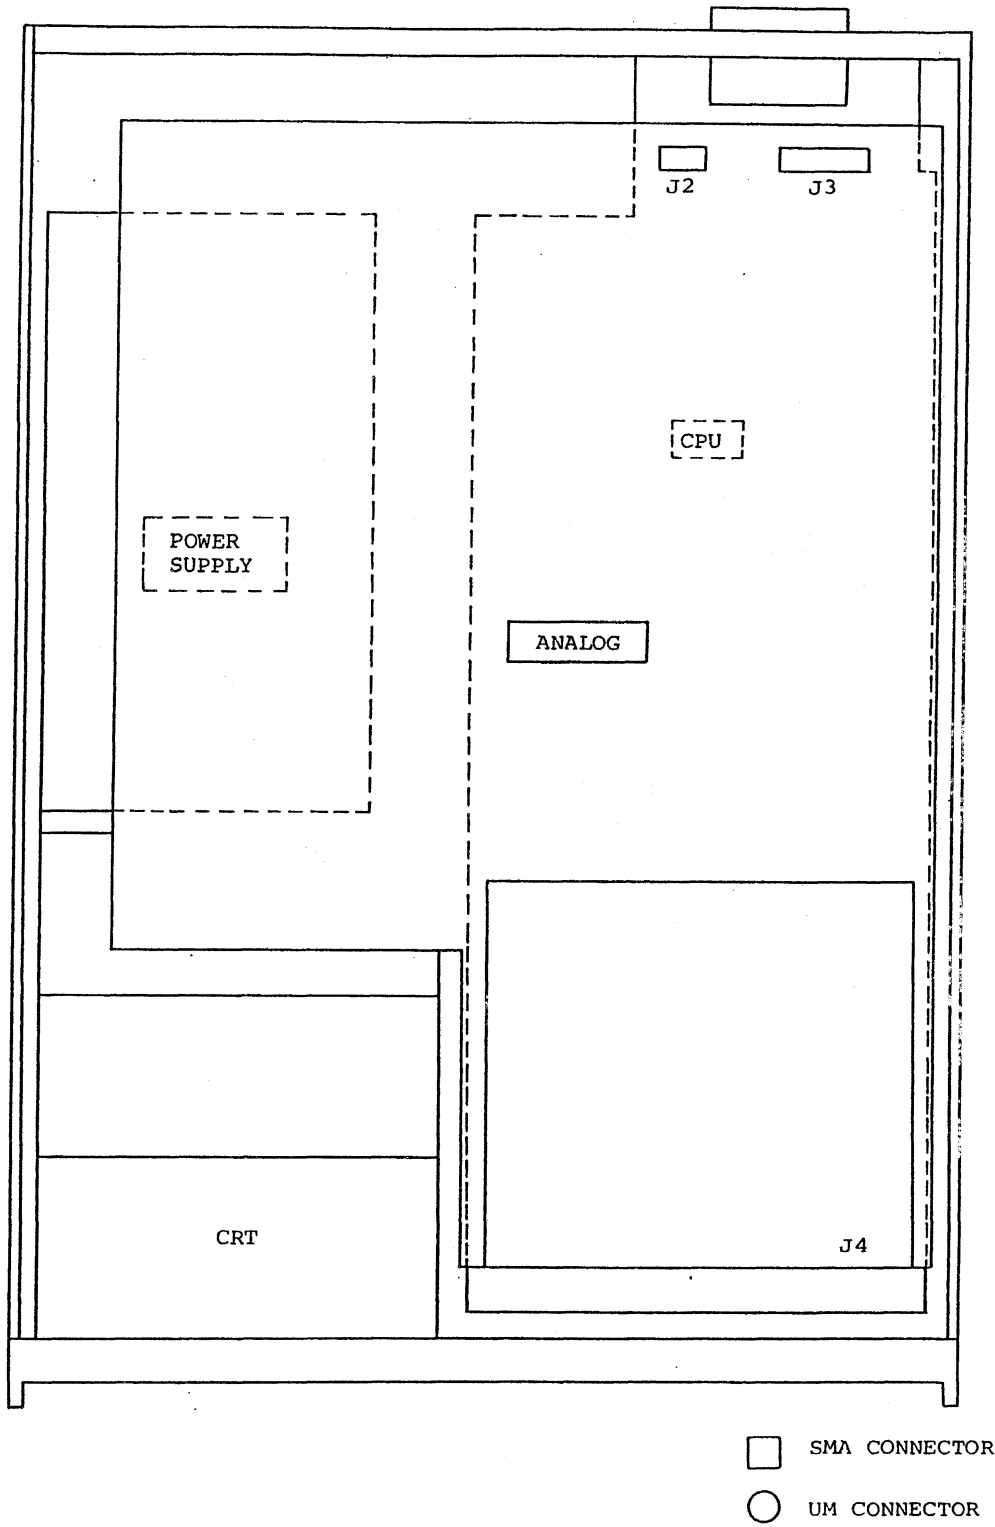 J2
J3
CPU
POWER
SUPPLY
ANALOG
CRT
J4
SMA CONNECTOR
UM CONNECTOR